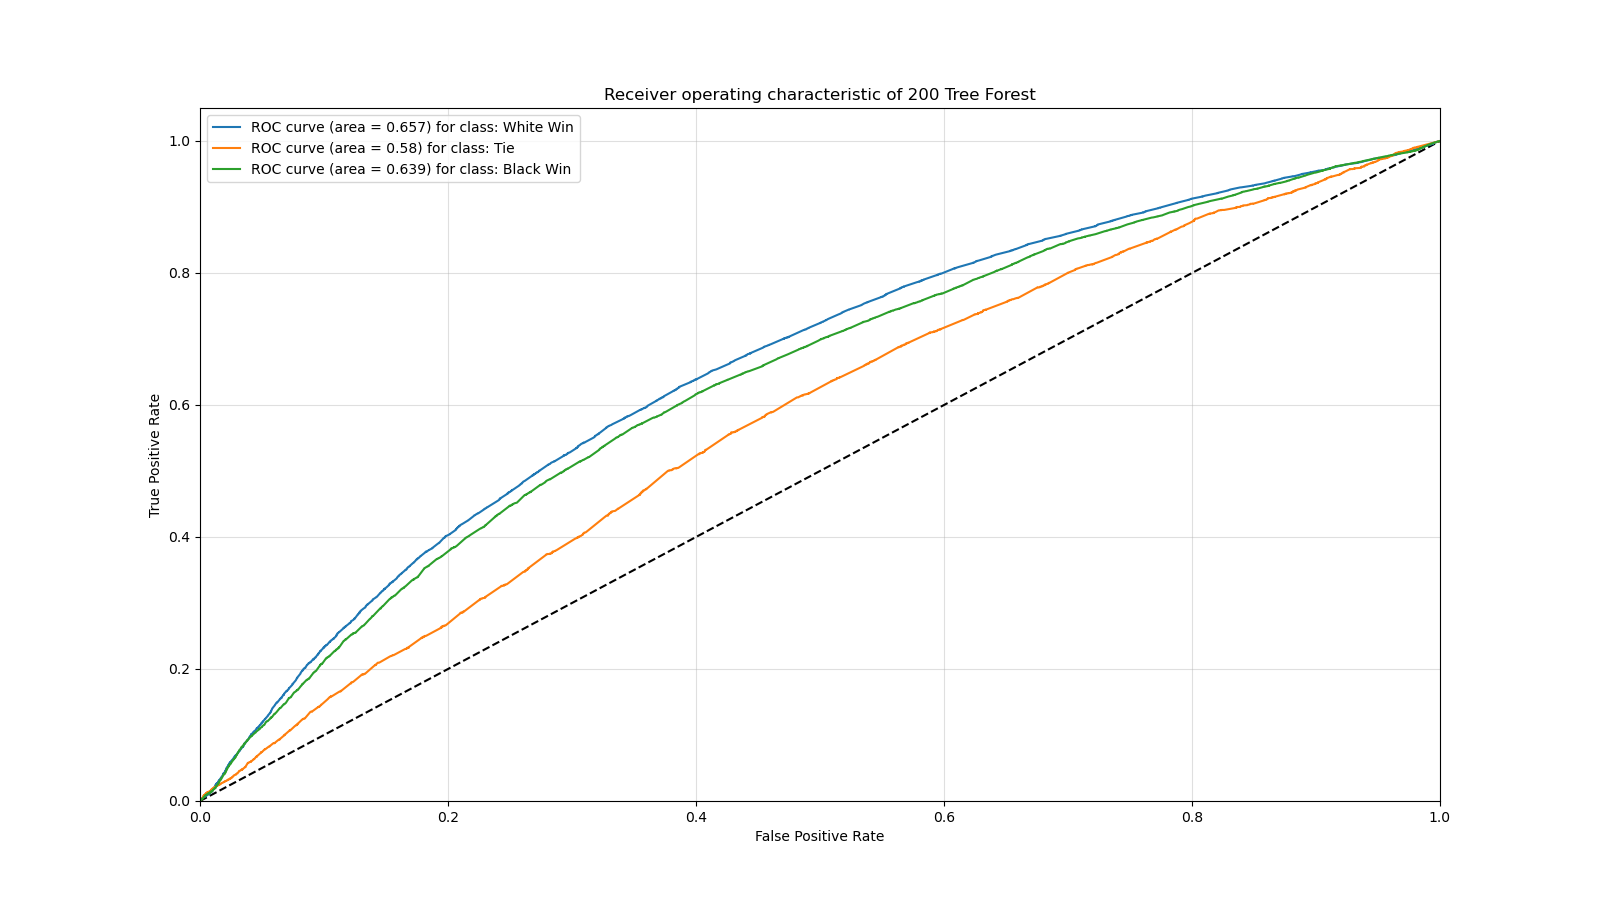 Receiver operating characteristic of 200 Tree Forest
ROC curve (area = 0.657) for class: White Win
ROC curve (area = 0.58) for class: Tie
ROC curve (area = 0.639) for class: Black Win
1.0
0.8
0.6
0.4
0.2
0.0
True Positive Rate
0.0 0.2 0.4 0.6 0.8 1.0
False Positive Rate